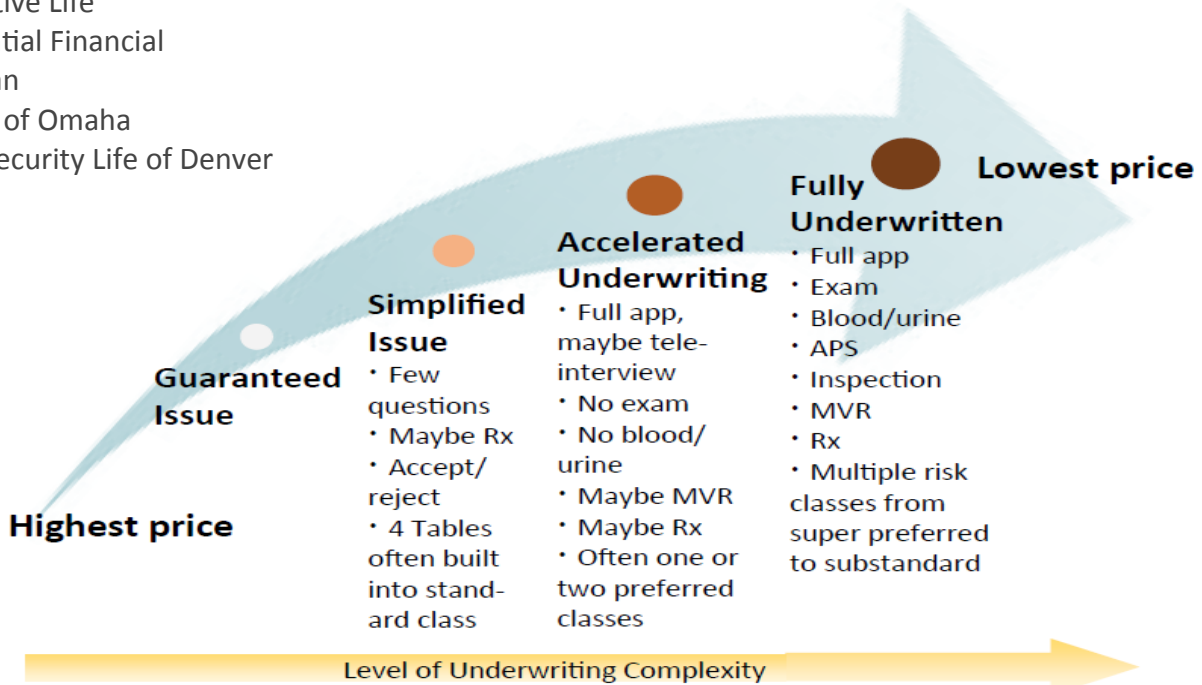 tive Life
tial Financial
n
of Omaha
ecurity Life of Denver
Lowest price
Fully
Underwritten
· Full app
· Exam
· Blood/urine
· APS
· Inspection
· MVR
· Rx
· Multiple risk
classes from
super preferred
to substandard
Accelerated
Underwriting
· Full app,
maybe tele-
interview
· No exam
· No blood/
urine
· Maybe MVR
· Maybe Rx
· Often one or
two preferred
classes
Simplified
Issue
· Few
questions
· Maybe Rx
· Accept/
reject
· 4 Tables
often built
into stand-
ard class
Guaranteed
Issue
Highest price
Level of Underwriting Complexity